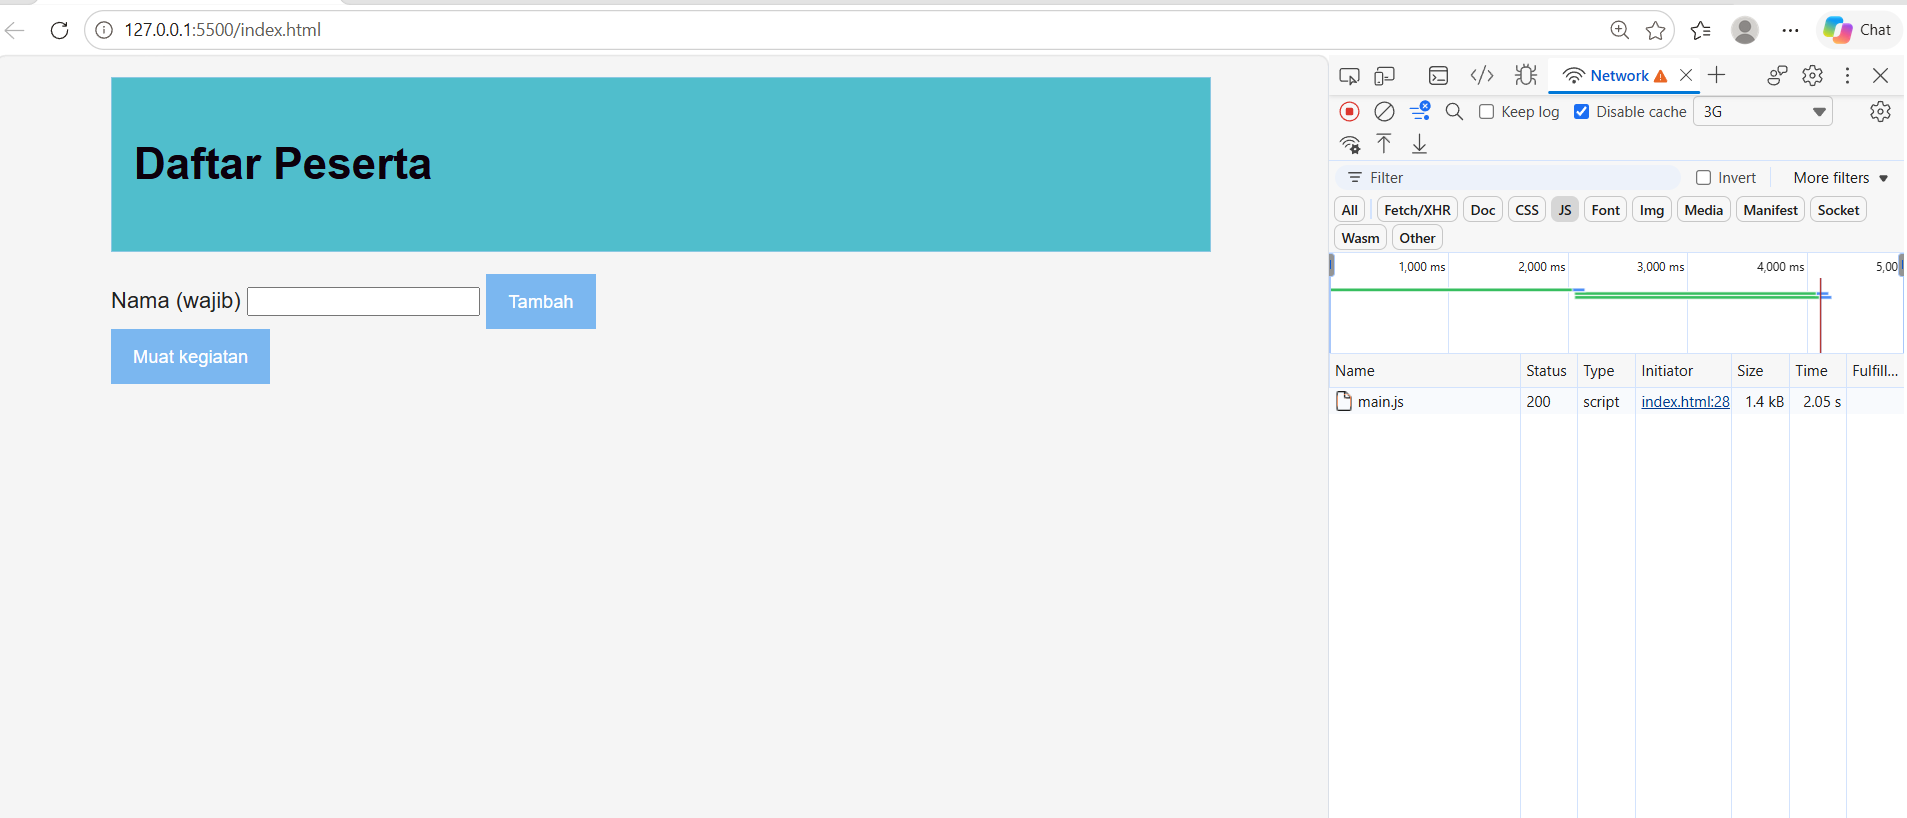 127.0.0.1:5500/index.html
Chat
Daftar Peserta
Nama (wajib)
Tambah
Muat kegiatan
Network
Keep log
Disable cache
3G
Filter
Invert
More filters
All
Fetch/XHR
Doc
CSS
JS
Font
Img
Media
Manifest
Socket
Wasm
Other
1,000 ms
2,000 ms
3,000 ms
4,000 ms
5,00
Name Status Type Initiator Size Time Fulfill...
main.js 200 script index.html:28 1.4 kB 2.05 s